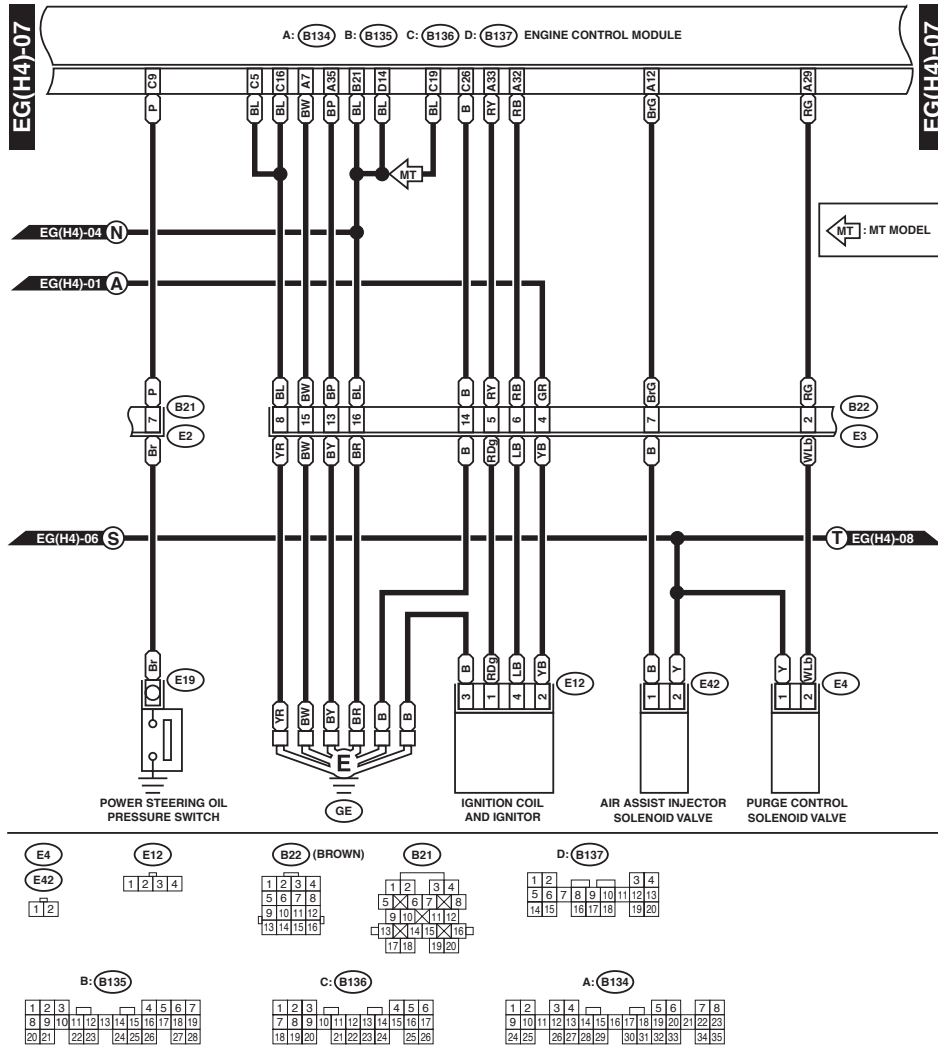 EG(H4)-07
EG(H4)-07
A: B134 B: B135 C: B136 D: B137 ENGINE CONTROL MODULE
C9 C5 C16 A7 A35 B21 D14 C19 C26 A33 A32 A12 A29
P BL BL BW BP BL BL BL B RY RB BrG RG
MT
MT : MT MODEL
EG(H4)-04 N
EG(H4)-01 A
P BL BW BP BL B RY RB GR BrG RG
7 8 15 13 16 14 5 6 4 7 2
B21 B22
E2 E3
Br YR BW BY BR B RDg LB YB B WLb
EG(H4)-06 S
T EG(H4)-08
Br B RDg LB YB B Y Y WLb
E19 3 1 4 2 E12 1 2 E42 1 2 E4
YR BW BY BR B B
E
GE
POWER STEERING OIL
PRESSURE SWITCH
IGNITION COIL
AND IGNITOR
AIR ASSIST INJECTOR
SOLENOID VALVE
PURGE CONTROL
SOLENOID VALVE
E4
E42
1 2
E12
1 2 3 4
B22 (BROWN)
1 2 3 4
5 6 7 8
9 10 11 12
13 14 15 16
B21
1 2 3 4
5 6 7 8
9 10 11 12
13 14 15 16
17 18 19 20
D: B137
1 2 3 4
5 6 7 8 9 10 11 12 13
14 15 16 17 18 19 20
B: B135
1 2 3 4 5 6 7
8 9 10 11 12 13 14 15 16 17 18 19
20 21 22 23 24 25 26 27 28
C: B136
1 2 3 4 5 6
7 8 9 10 11 12 13 14 15 16 17
18 19 20 21 22 23 24 25 26
A: B134
1 2 3 4 5 6 7 8
9 10 11 12 13 14 15 16 17 18 19 20 21 22 23
24 25 26 27 28 29 30 31 32 33 34 35